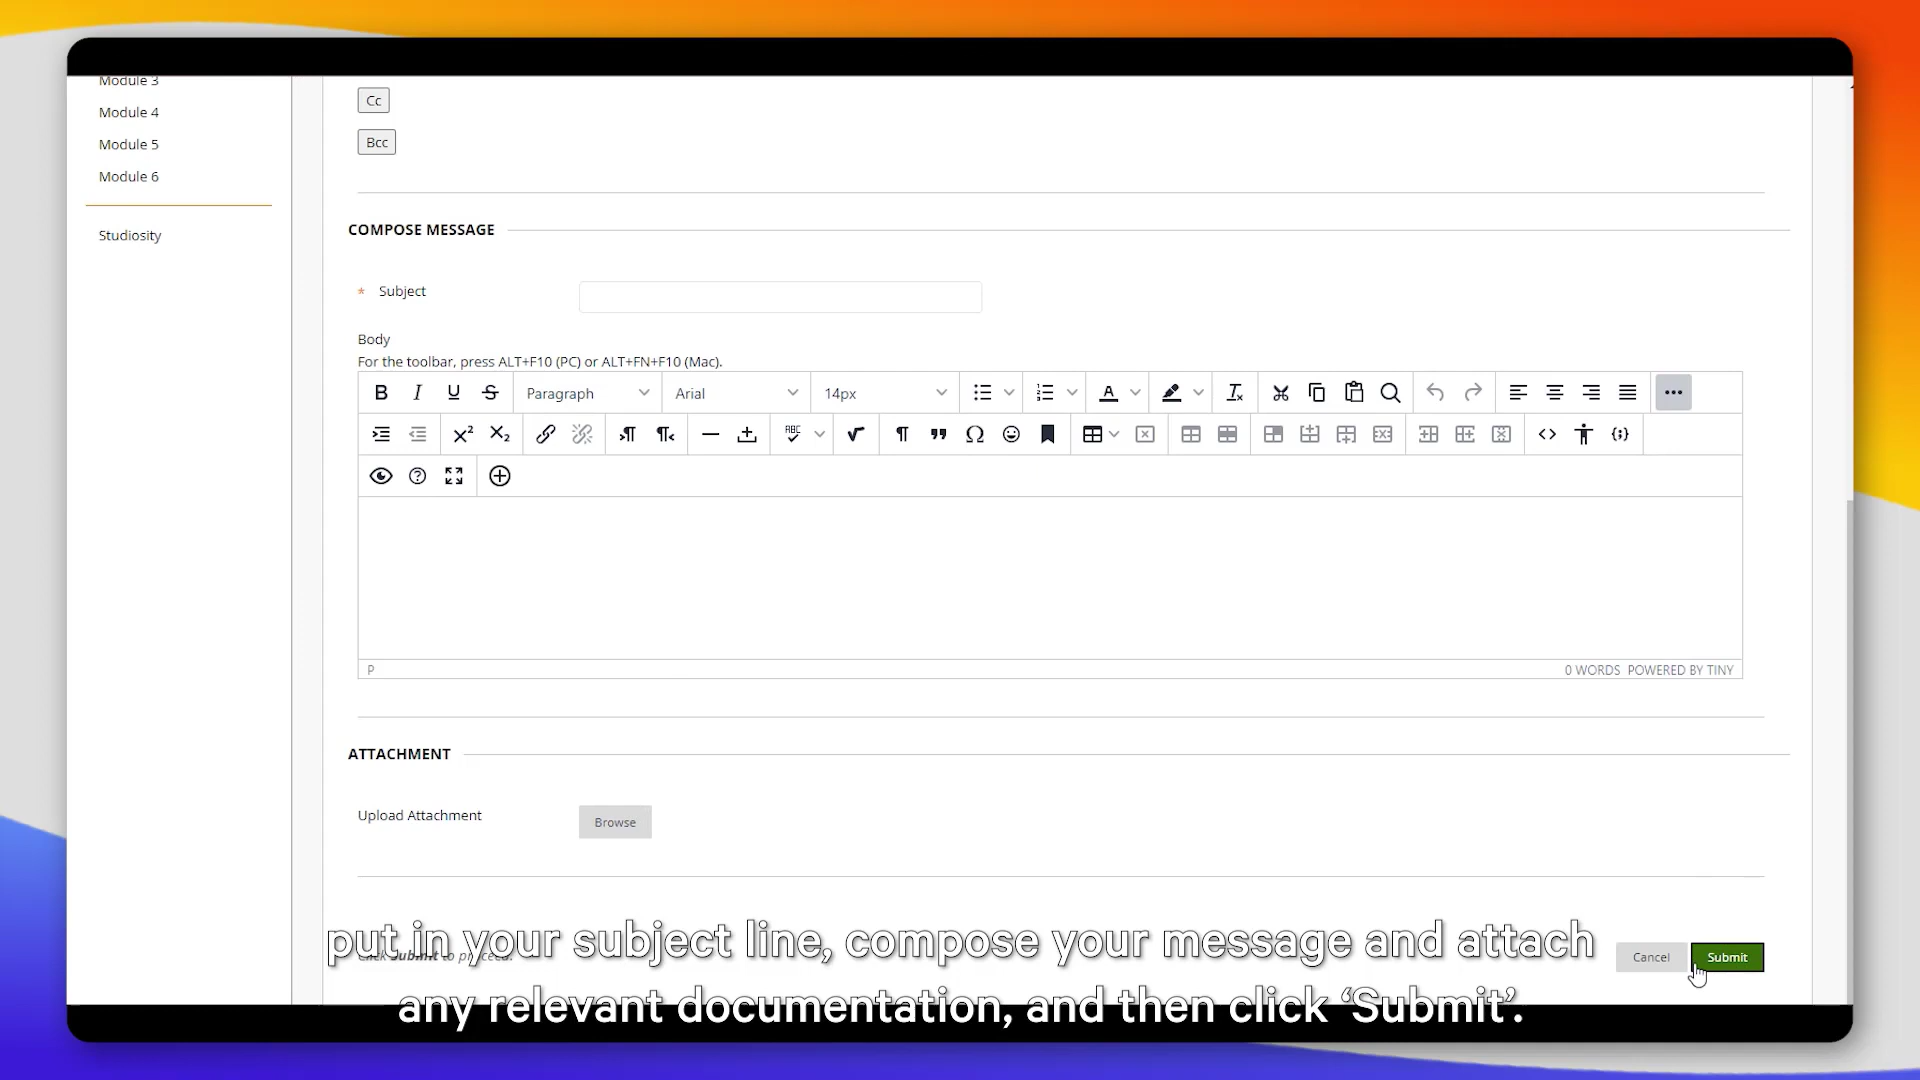 Module 3
Module 4
Module 5
Module 6
Studiosity
Cc
Bcc
COMPOSE MESSAGE
* Subject
Body
For the toolbar, press ALT+F10 (PC) or ALT+FN+F10 (Mac).
Paragraph Arial 14px
P 0 WORDS POWERED BY TINY
ATTACHMENT
Upload Attachment Browse
Click Submit to proceed.
Cancel Submit
put in your subject line, compose your message and attach
any relevant documentation, and then click ‘Submit’.